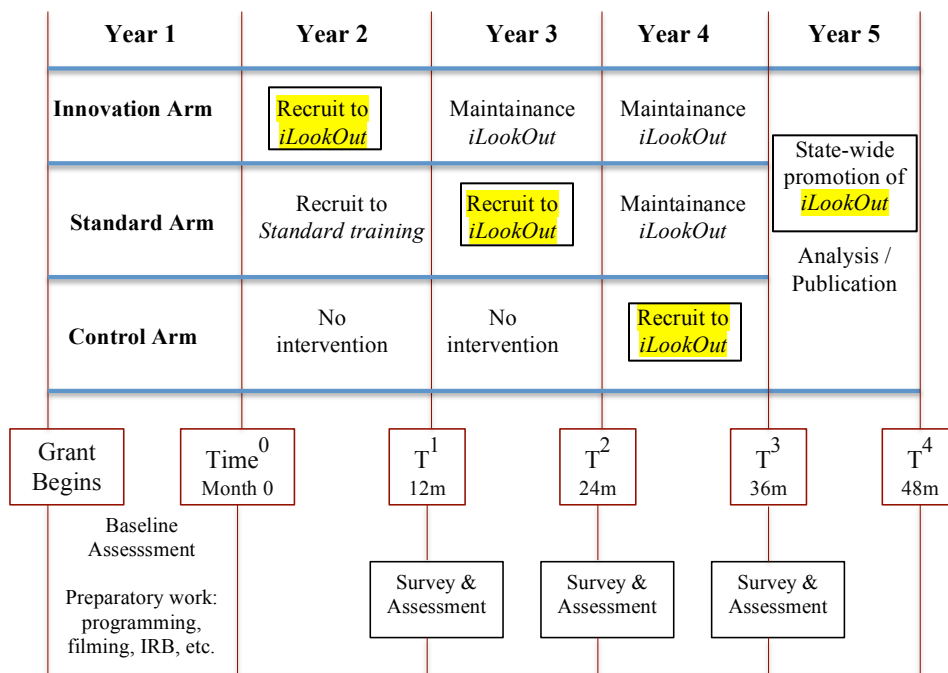 Year 1 Year 2 Year 3 Year 4 Year 5
Innovation Arm
Recruit to
iLookOut
Maintainance
iLookOut
Maintainance
iLookOut
State-wide
promotion of
iLookOut
Analysis /
Publication
Standard Arm
Recruit to
Standard training
Recruit to
iLookOut
Maintainance
iLookOut
Control Arm
No
intervention
No
intervention
Recruit to
iLookOut
Grant
Begins
Time0
Month 0
T1
12m
T2
24m
T3
36m
T4
48m
Baseline
Assesssment
Preparatory work:
programming,
filming, IRB, etc.
Survey &
Assessment
Survey &
Assessment
Survey &
Assessment